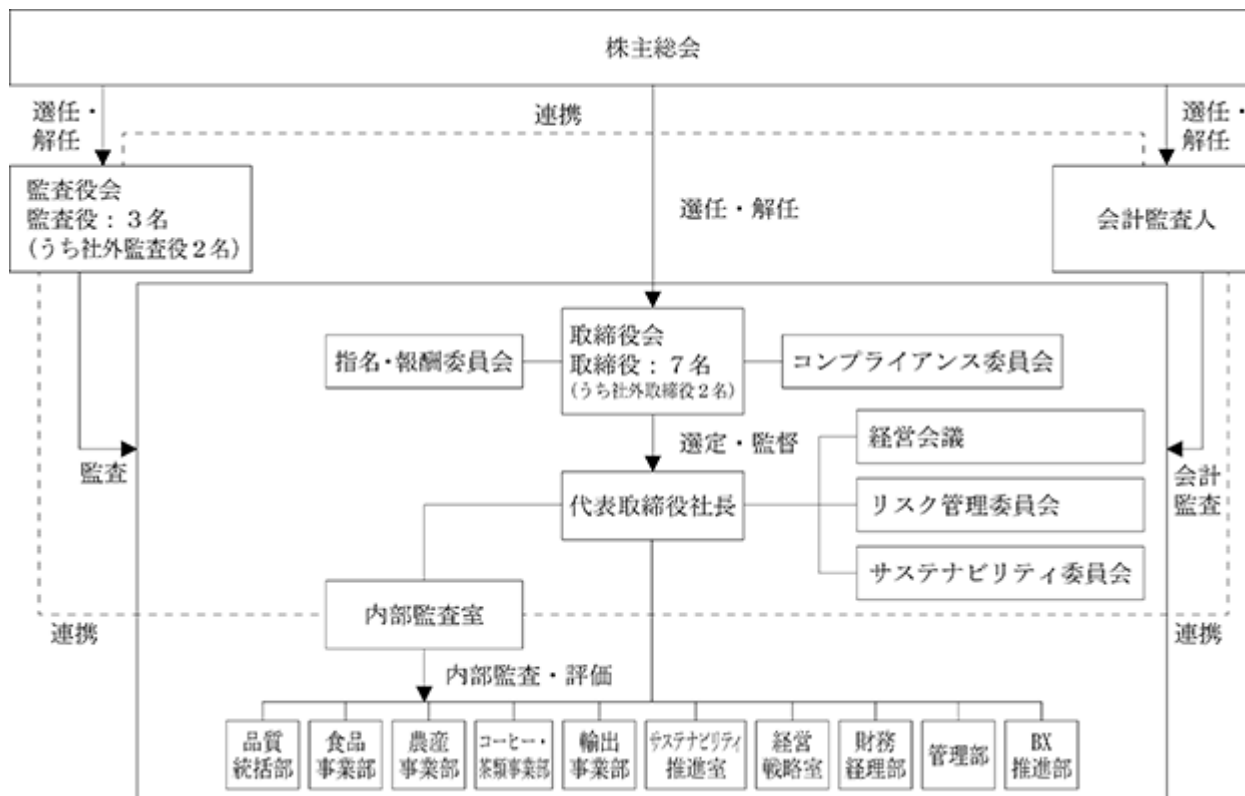 株主総会
選任・
解任
連携
選任・
解任
監査役会
監査役：３名
(うち社外監査役２名)
選任・解任
会計監査人
指名・報酬委員会
取締役会
取締役：７名
(うち社外取締役２名)
コンプライアンス委員会
選定・監督
経営会議
監査
会計
監査
代表取締役社長
リスク管理委員会
サステナビリティ委員会
内部監査室
連携
連携
内部監査・評価
品質
統括部
食品
事業部
農産
事業部
コーヒー・
茶類事業部
輸出
事業部
サステナビリティ
推進室
経営
戦略室
財務
経理部
管理部
BX
推進部